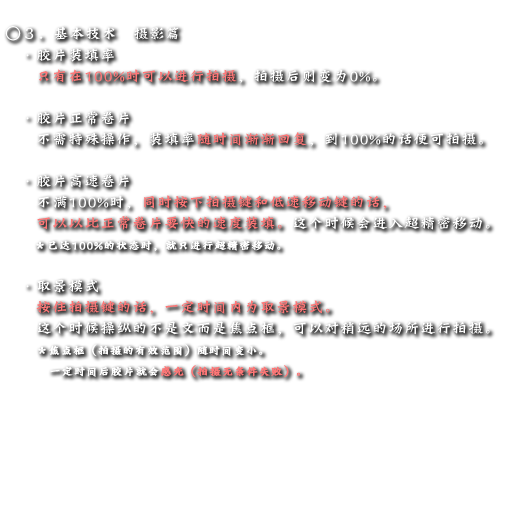 ◎３．基本技术　摄影篇
・胶片装填率
只有在100%时可以进行拍摄，拍摄后则变为0%。
・胶片正常卷片
不需特殊操作，装填率随时间渐渐回复，到100%的话便可拍摄。
・胶片高速卷片
不满100%时，同时按下拍摄键和低速移动键的话，
可以以比正常卷片要快的速度装填。这个时候会进入超精密移动。
★已达100%的状态时，就只进行超精密移动。
・取景模式
按住拍摄键的话，一定时间内为取景模式。
这个时候操纵的不是文而是焦点框，可以对稍远的场所进行拍摄。
★焦点框（拍摄的有效范围）随时间变小。
一定时间后胶片就会感光（拍摄无条件失败）。